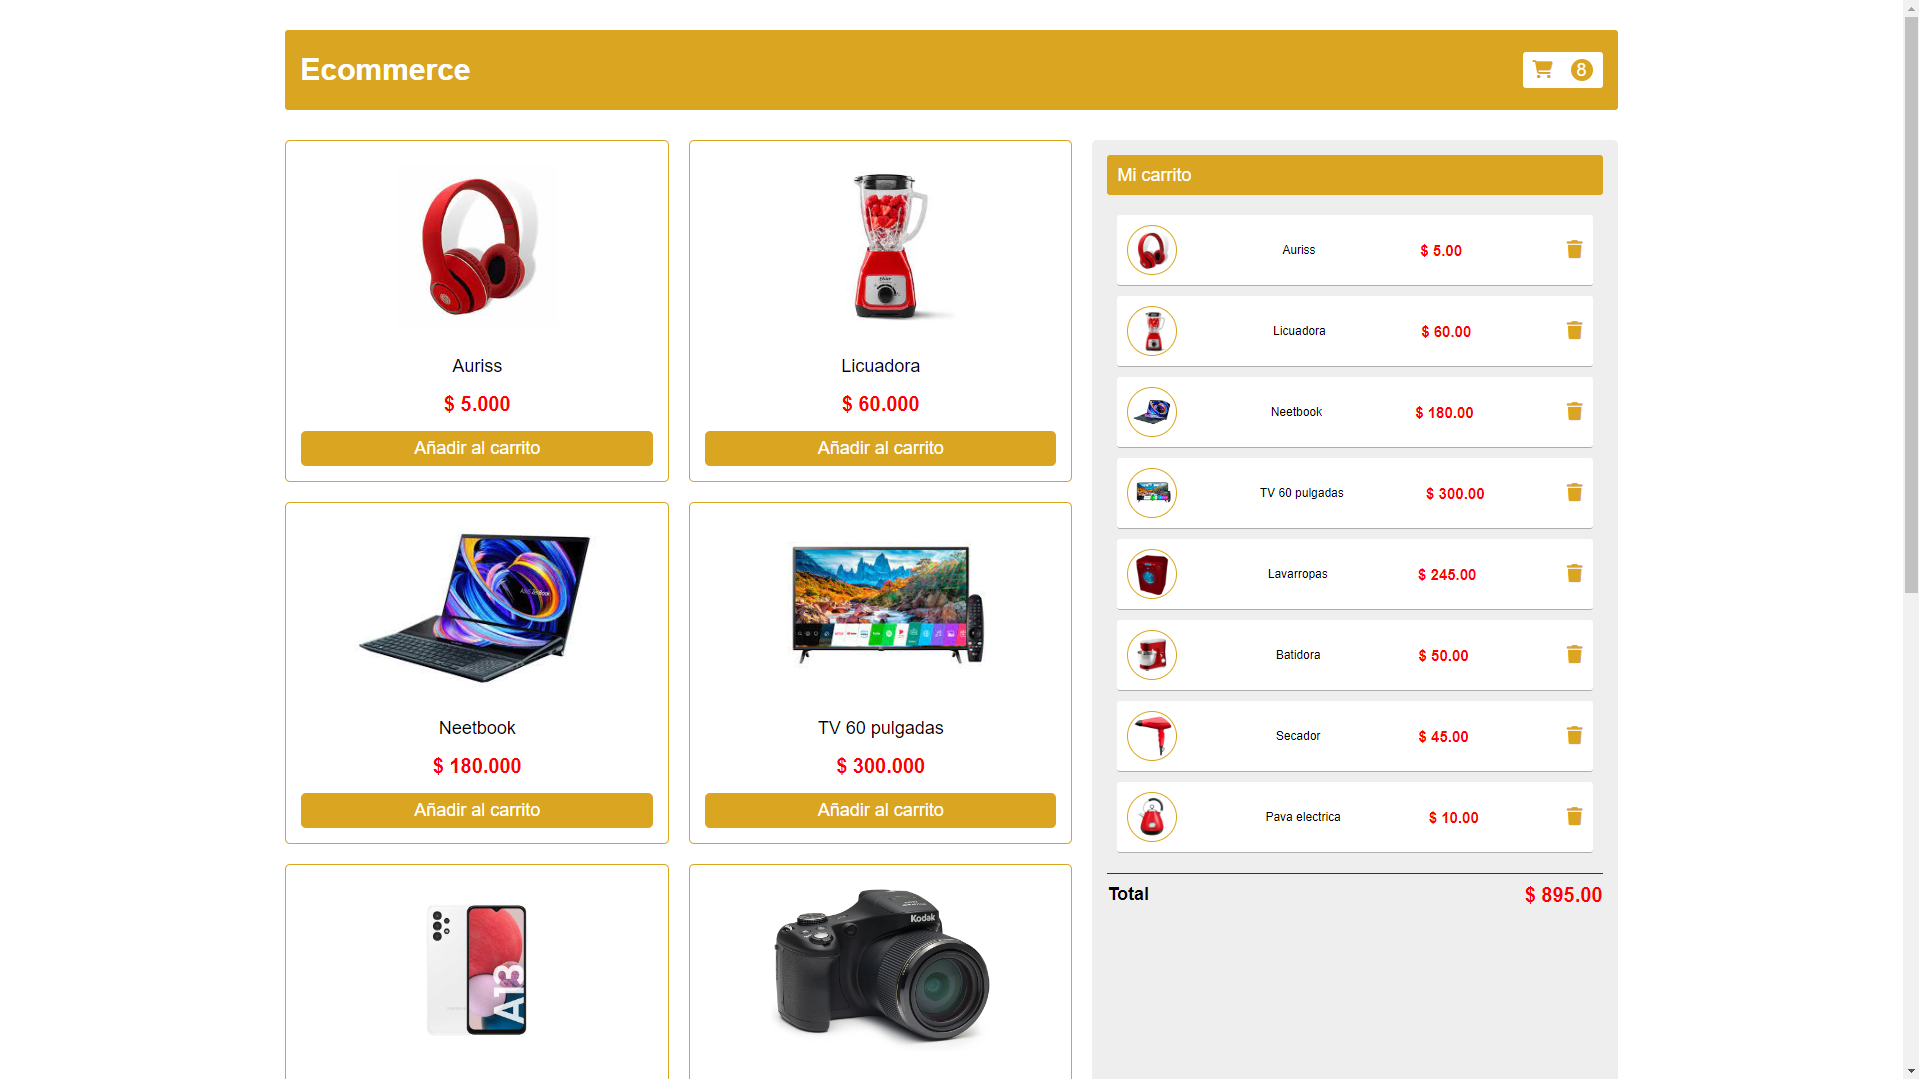 Ecommerce
8
Auriss
$ 5.000
Añadir al carrito
Licuadora
$ 60.000
Añadir al carrito
Neetbook
$ 180.000
Añadir al carrito
TV 60 pulgadas
$ 300.000
Añadir al carrito
A13
Kodak
Mi carrito
Auriss
$ 5.00
Licuadora
$ 60.00
Neetbook
$ 180.00
TV 60 pulgadas
$ 300.00
Lavarropas
$ 245.00
Batidora
$ 50.00
Secador
$ 45.00
Pava electrica
$ 10.00
Total
$ 895.00